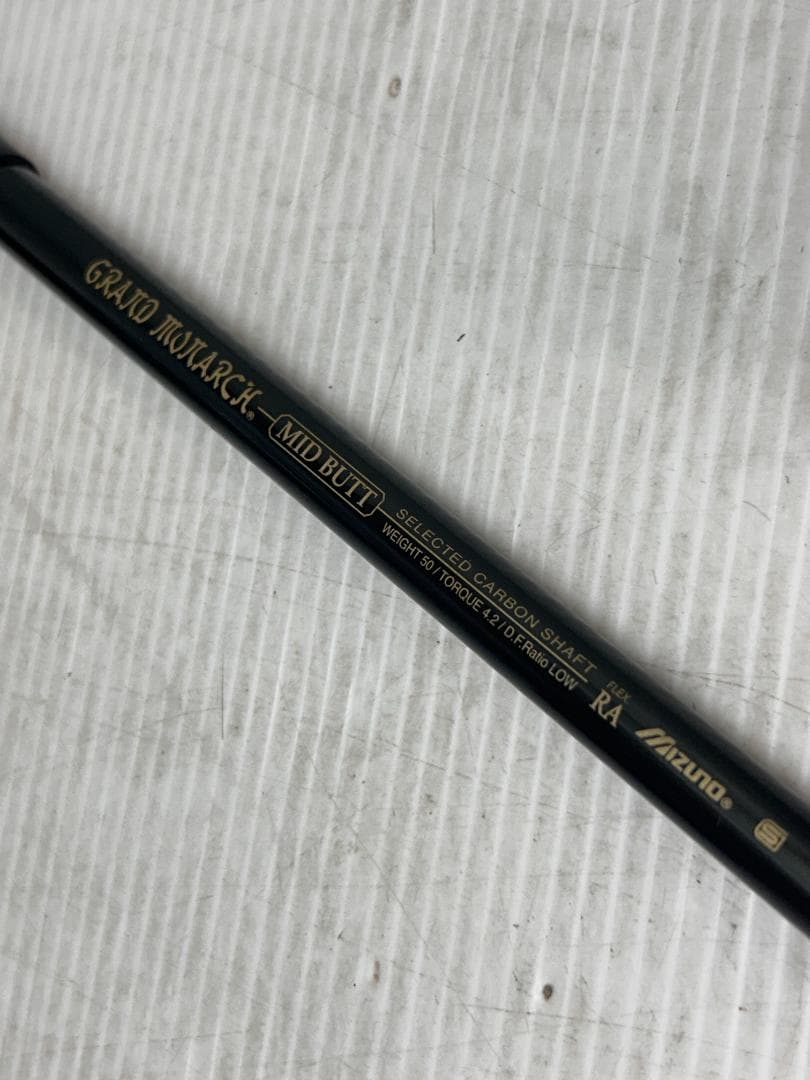 GRAND MONARCH®
MID BUTT
SELECTED CARBON SHAFT
WEIGHT 50 / TORQUE 4.2 / D.F.Ratio LOW
FLEX
RA
MIZUNO®
S